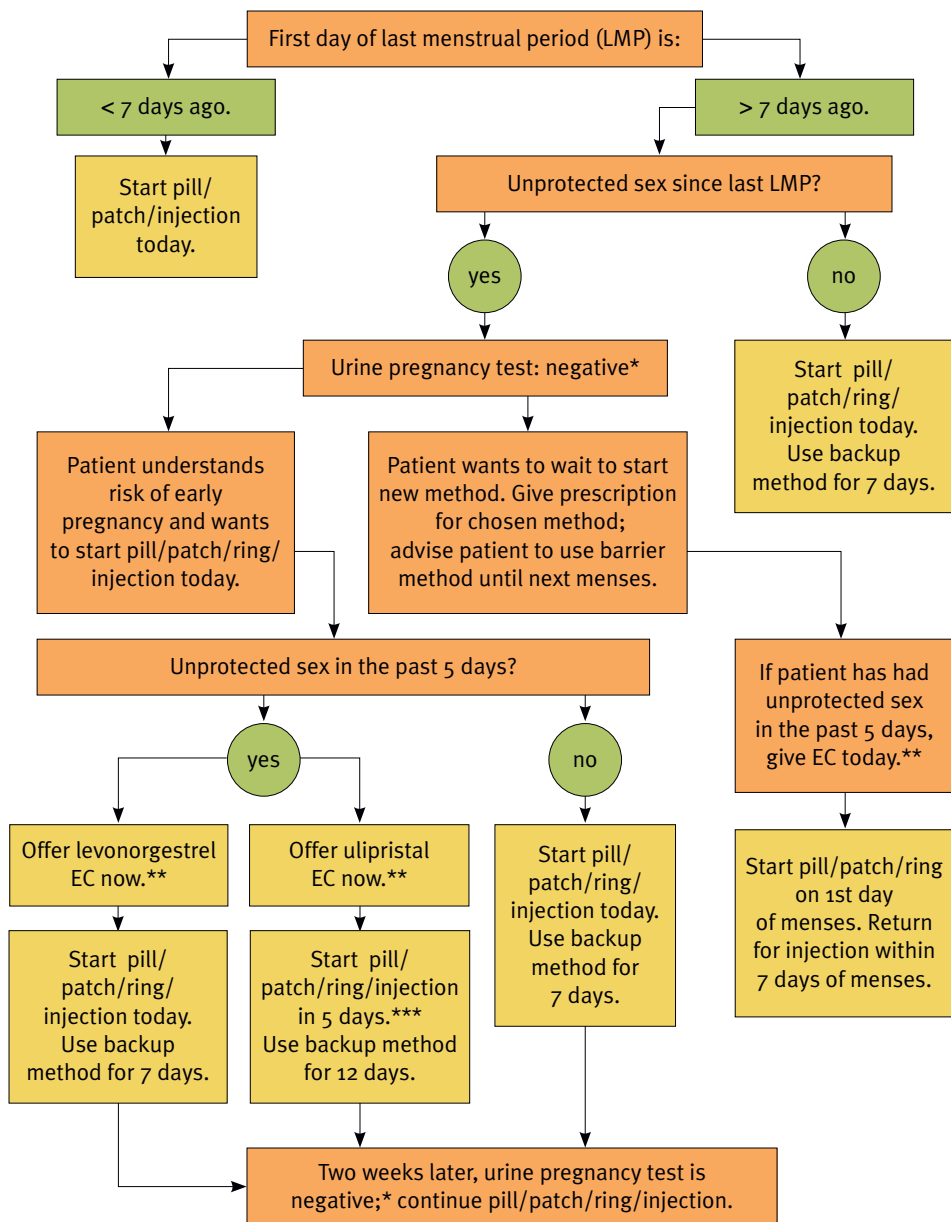 First day of last menstrual period (LMP) is:
< 7 days ago.
> 7 days ago.
Start pill/
patch/injection
today.
Unprotected sex since last LMP?
yes
no
Urine pregnancy test: negative*
Start pill/
patch/ring/
injection today.
Use backup
method for 7 days.
Patient understands
risk of early
pregnancy and wants
to start pill/patch/ring/
injection today.
Patient wants to wait to start
new method. Give prescription
for chosen method;
advise patient to use barrier
method until next menses.
Unprotected sex in the past 5 days?
If patient has had
unprotected sex
in the past 5 days,
give EC today.**
yes
no
Offer levonorgestrel
EC now.**
Offer ulipristal
EC now.**
Start pill/
patch/ring/
injection today.
Use backup
method for
7 days.
Start pill/patch/ring
on 1st day
of menses. Return
for injection within
7 days of menses.
Start pill/
patch/ring/
injection today.
Use backup
method for 7 days.
Start pill/
patch/ring/injection
in 5 days.***
Use backup method
for 12 days.
Two weeks later, urine pregnancy test is
negative;* continue pill/patch/ring/injection.